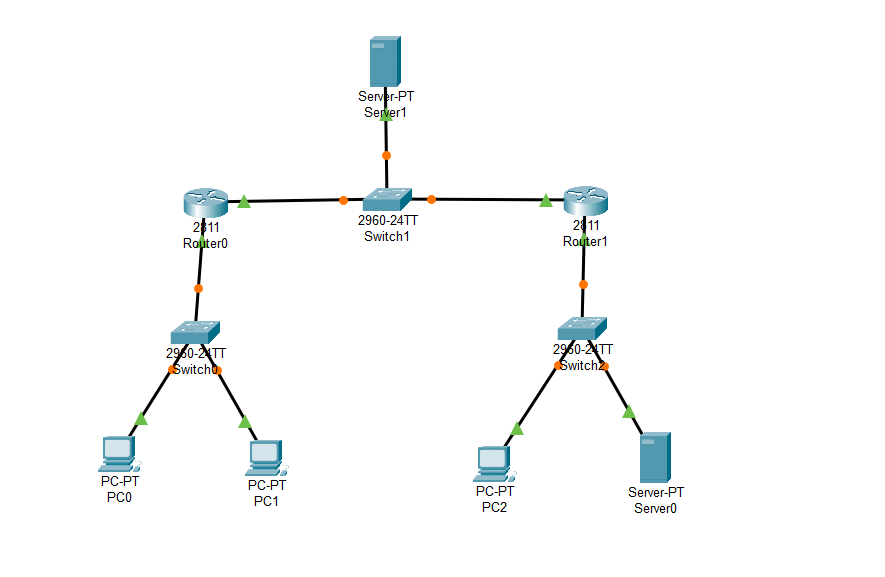 Server-PT
Server1
2811
Router0
2960-24TT
Switch1
2811
Router1
2960-24TT
Switch0
2960-24TT
Switch2
PC-PT
PC0
PC-PT
PC1
PC-PT
PC2
Server-PT
Server0